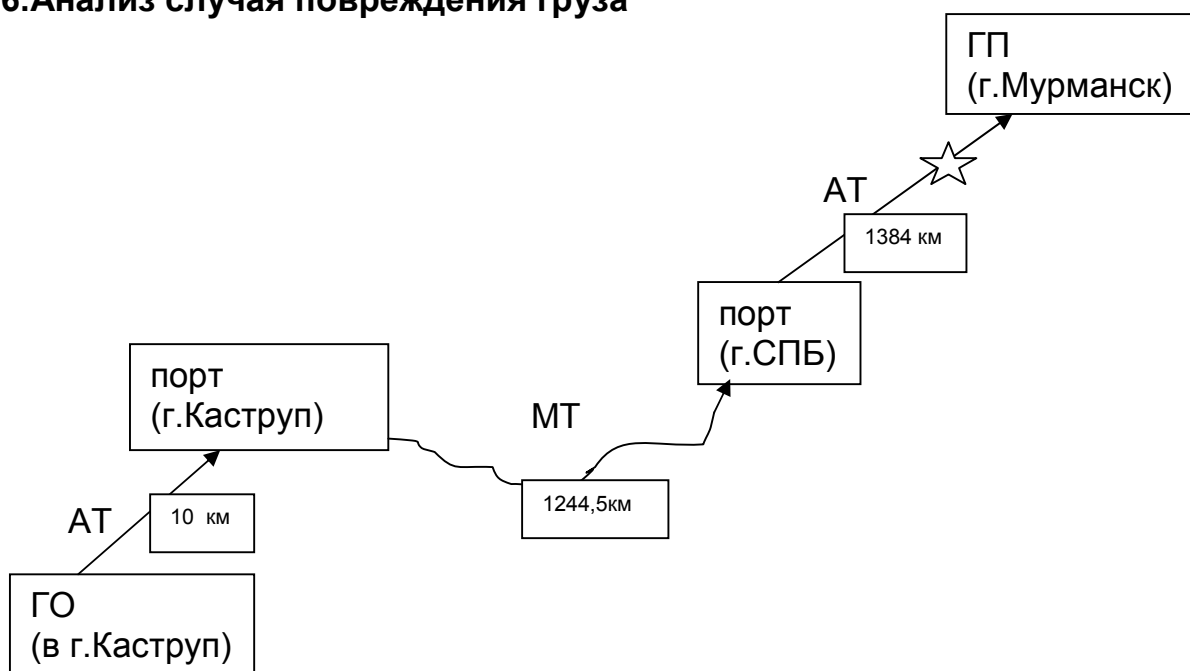 6.Анализ случая повреждения груза
ГП
(г.Мурманск)
АТ
1384 км
порт
(г.СПБ)
порт
(г.Каструп)
МТ
1244,5км
АТ
10 км
ГО
(в г.Каструп)